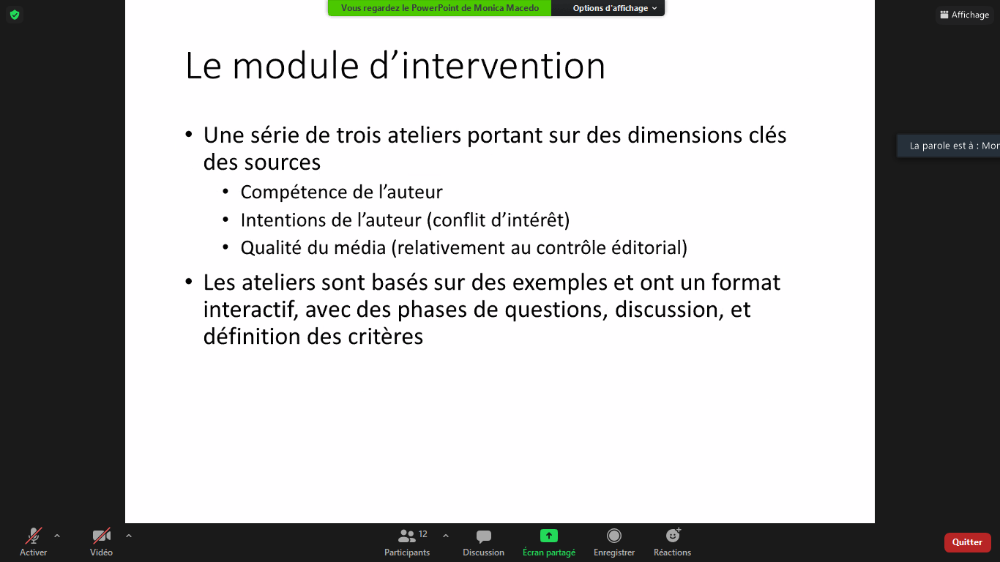 Vous regardez le PowerPoint de Monica Macedo
Options d'affichage
Affichage
Le module d’intervention
• Une série de trois ateliers portant sur des dimensions clés
des sources
• Compétence de l’auteur
• Intentions de l’auteur (conflit d’intérêt)
• Qualité du média (relativement au contrôle éditorial)
• Les ateliers sont basés sur des exemples et ont un format
interactif, avec des phases de questions, discussion, et
définition des critères
La parole est à : Mon
Activer
Vidéo
Participants
12
Discussion
Écran partagé
Enregistrer
Réactions
Quitter